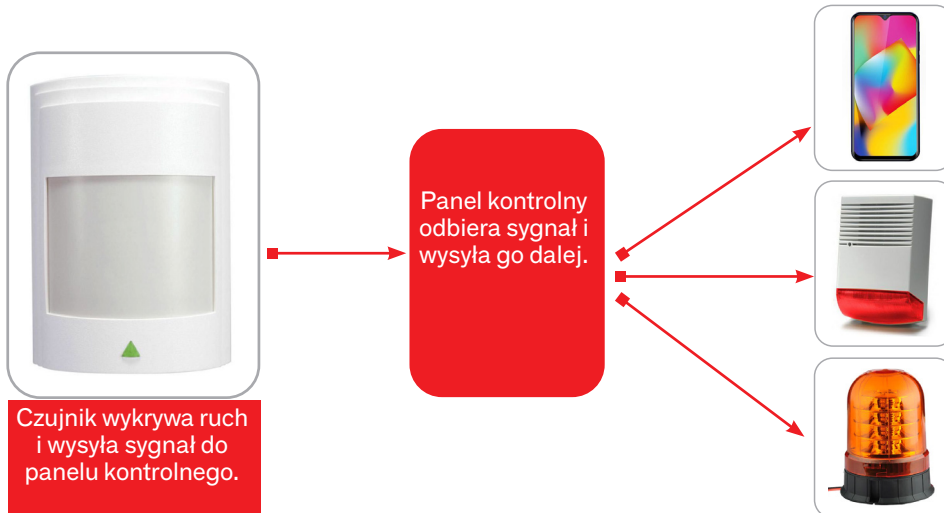 Panel kontrolny
odbiera sygnał i
wysyła go dalej.
Czujnik wykrywa ruch
i wysyła sygnał do
panelu kontrolnego.